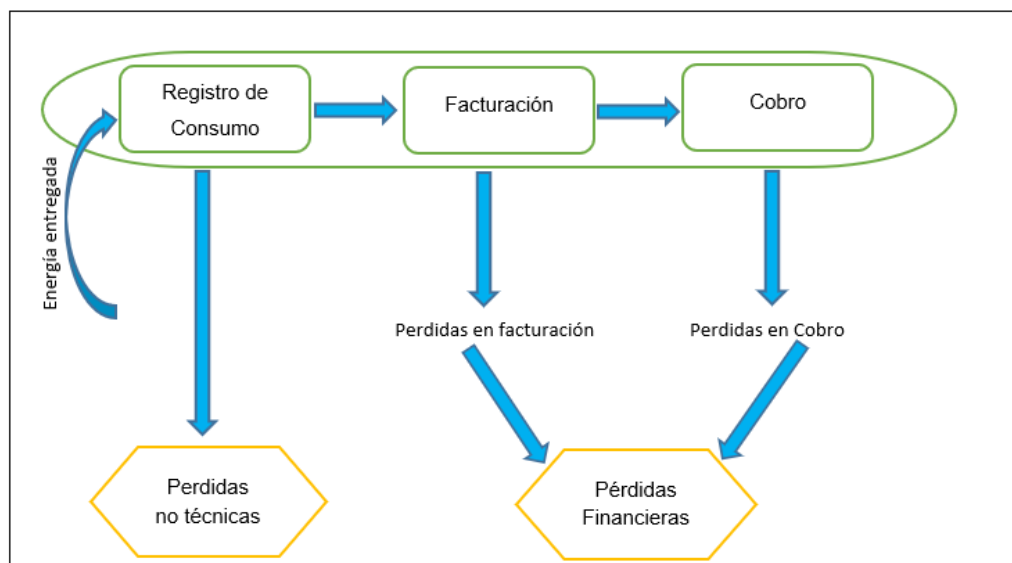 Registro de
Consumo
Facturación
Cobro
Energía entregada
Perdidas en facturación
Perdidas en Cobro
Perdidas
no técnicas
Pérdidas
Financieras